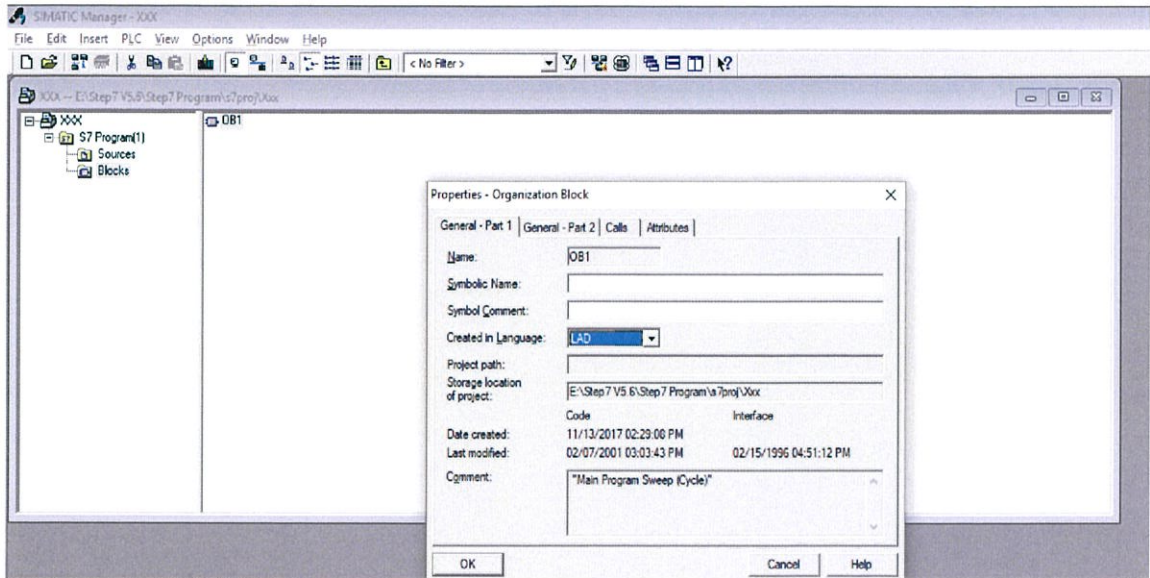 SIMATIC Manager - XXX
File Edit Insert PLC View Options Window Help
< No Filter >
XXX -- E:\Step7 V5.6\Step7 Program\s7proj\Xxx
XXX
S7 Program(1)
Sources
Blocks
OB1
Properties - Organization Block
General - Part 1 General - Part 2 Calls Attributes
Name: OB1
Symbolic Name:
Symbol Comment:
Created in Language: LAD
Project path:
Storage location
of project: E:\Step7 V5.6\Step7 Program\s7proj\Xxx
Code Interface
Date created: 11/13/2017 02:29:08 PM
Last modified: 02/07/2001 03:03:43 PM 02/15/1996 04:51:12 PM
Comment: "Main Program Sweep (Cycle)"
OK Cancel Help